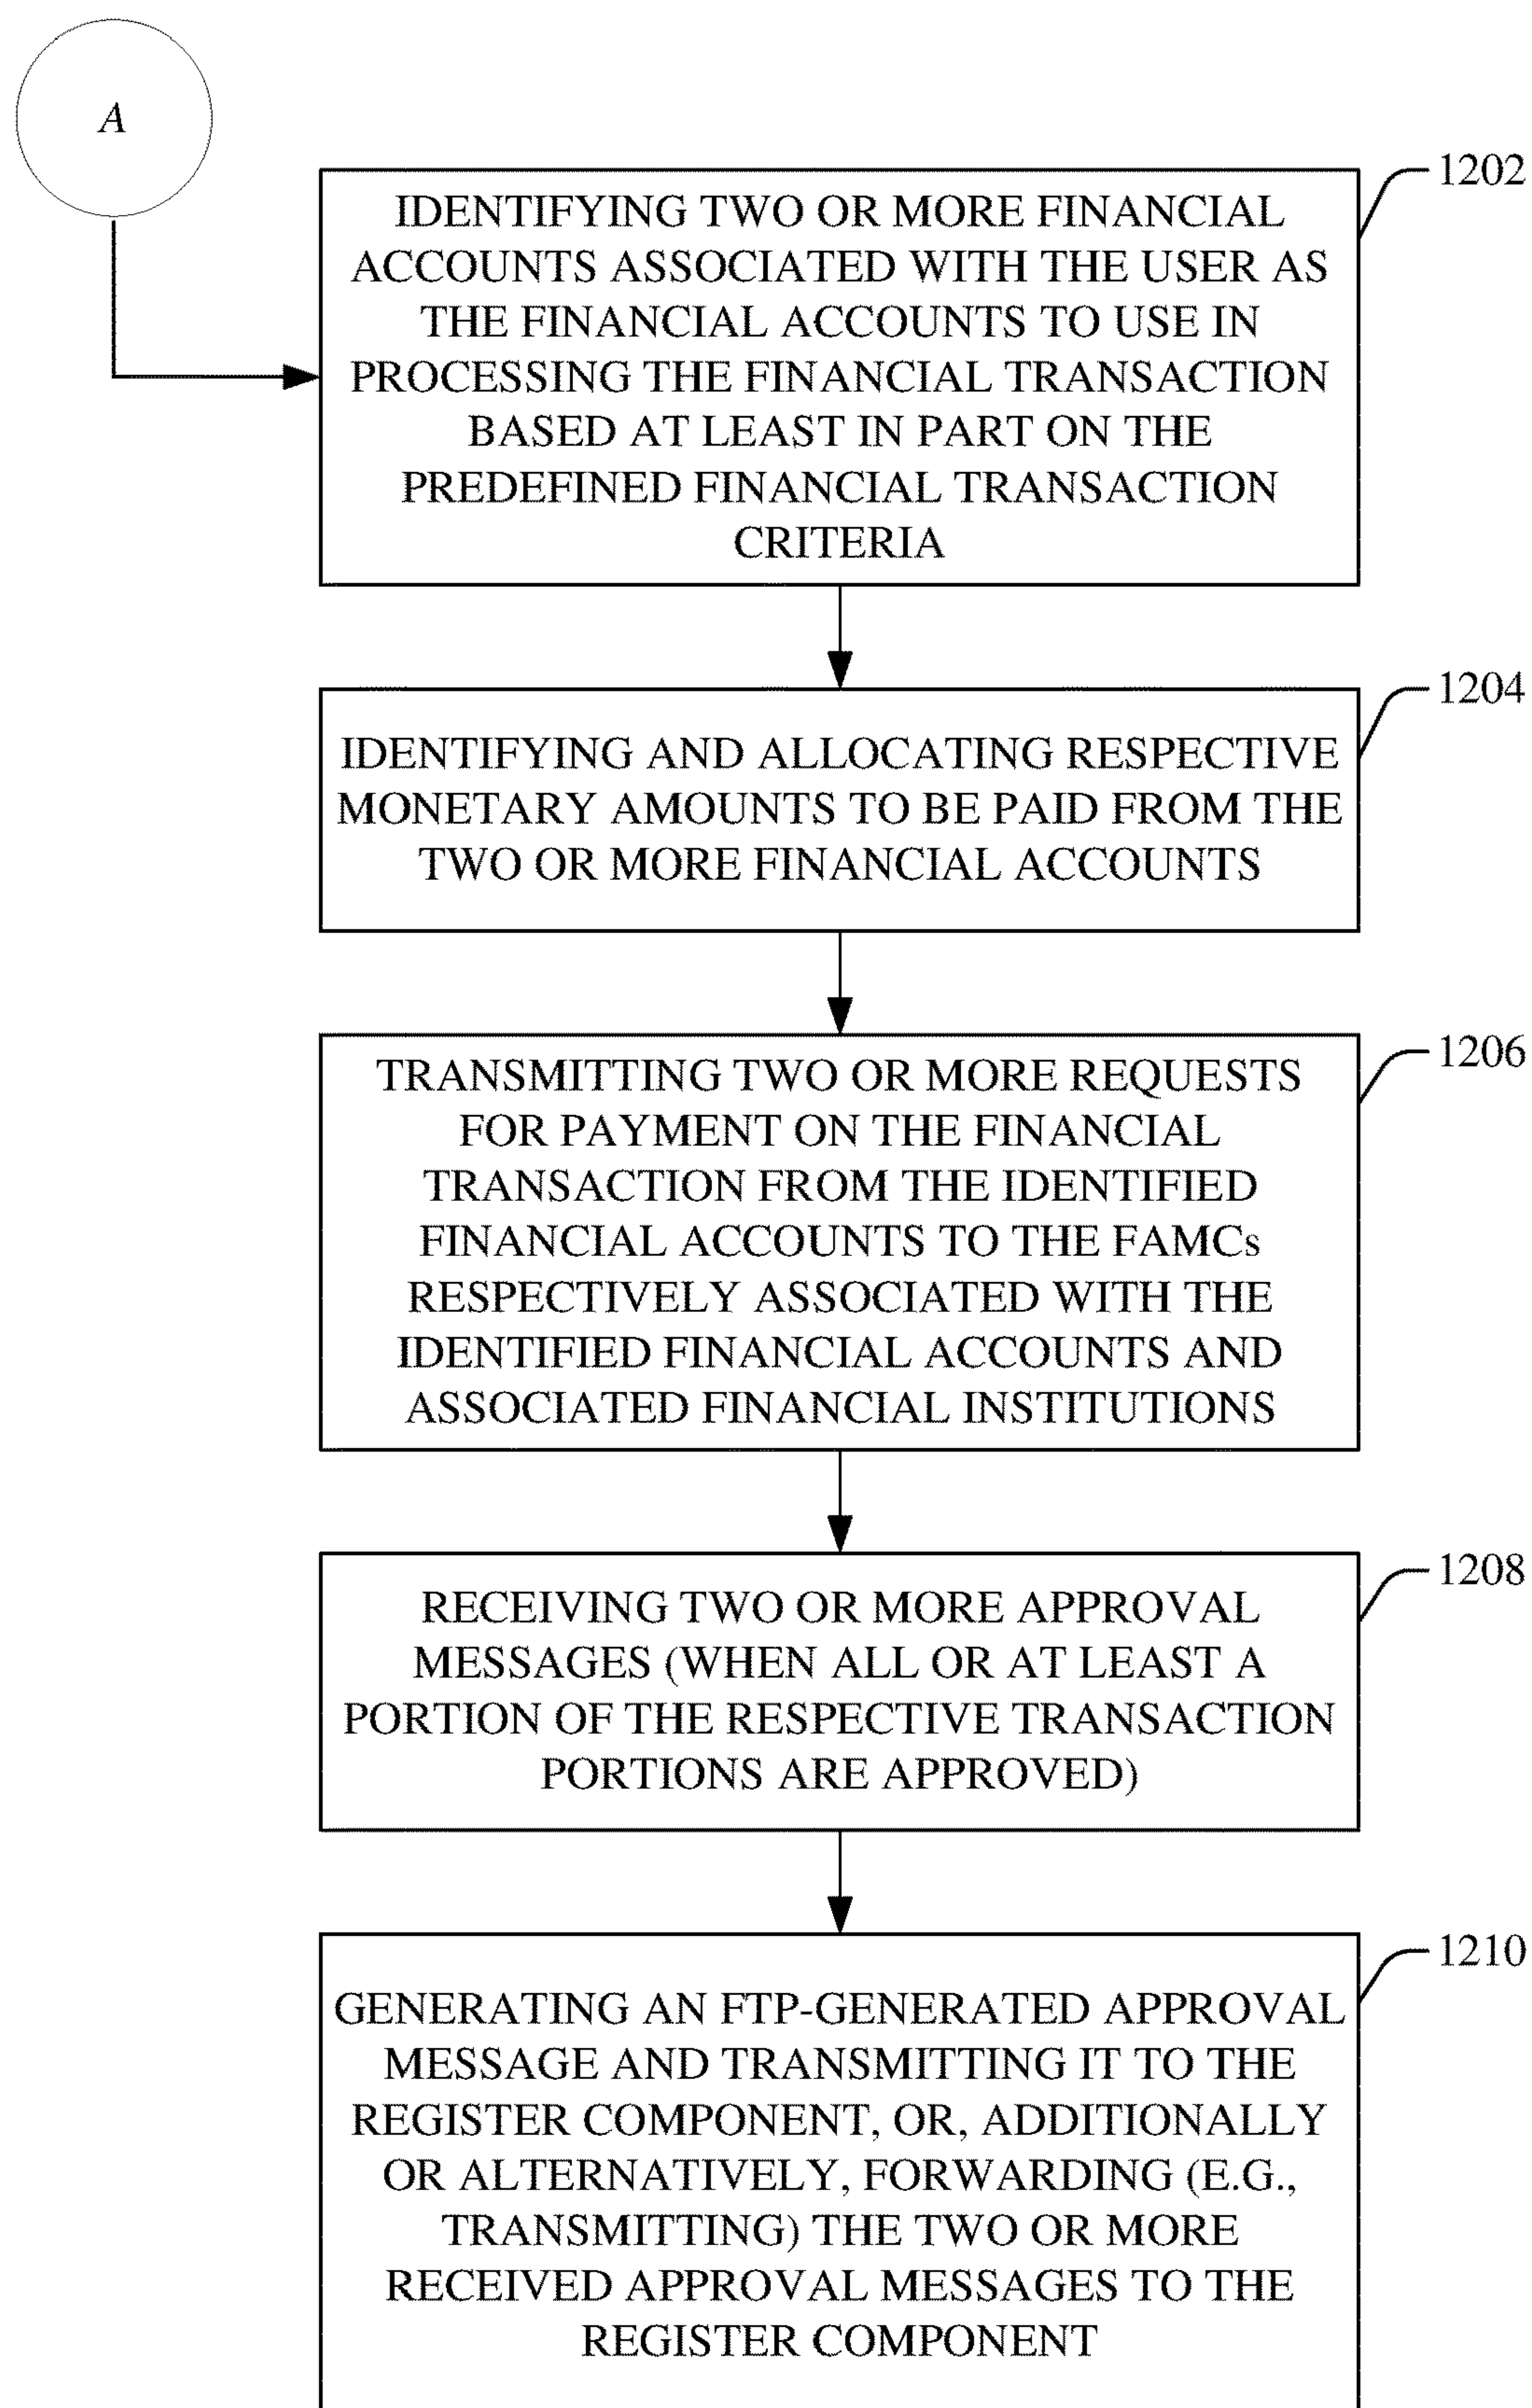 A
1202
IDENTIFYING TWO OR MORE FINANCIAL
ACCOUNTS ASSOCIATED WITH THE USER AS
THE FINANCIAL ACCOUNTS TO USE IN
PROCESSING THE FINANCIAL TRANSACTION
BASED AT LEAST IN PART ON THE
PREDEFINED FINANCIAL TRANSACTION
CRITERIA
1204
IDENTIFYING AND ALLOCATING RESPECTIVE
MONETARY AMOUNTS TO BE PAID FROM THE
TWO OR MORE FINANCIAL ACCOUNTS
1206
TRANSMITTING TWO OR MORE REQUESTS
FOR PAYMENT ON THE FINANCIAL
TRANSACTION FROM THE IDENTIFIED
FINANCIAL ACCOUNTS TO THE FAMCs
RESPECTIVELY ASSOCIATED WITH THE
IDENTIFIED FINANCIAL ACCOUNTS AND
ASSOCIATED FINANCIAL INSTITUTIONS
1208
RECEIVING TWO OR MORE APPROVAL
MESSAGES (WHEN ALL OR AT LEAST A
PORTION OF THE RESPECTIVE TRANSACTION
PORTIONS ARE APPROVED)
1210
GENERATING AN FTP-GENERATED APPROVAL
MESSAGE AND TRANSMITTING IT TO THE
REGISTER COMPONENT, OR, ADDITIONALLY
OR ALTERNATIVELY, FORWARDING (E.G.,
TRANSMITTING) THE TWO OR MORE
RECEIVED APPROVAL MESSAGES TO THE
REGISTER COMPONENT